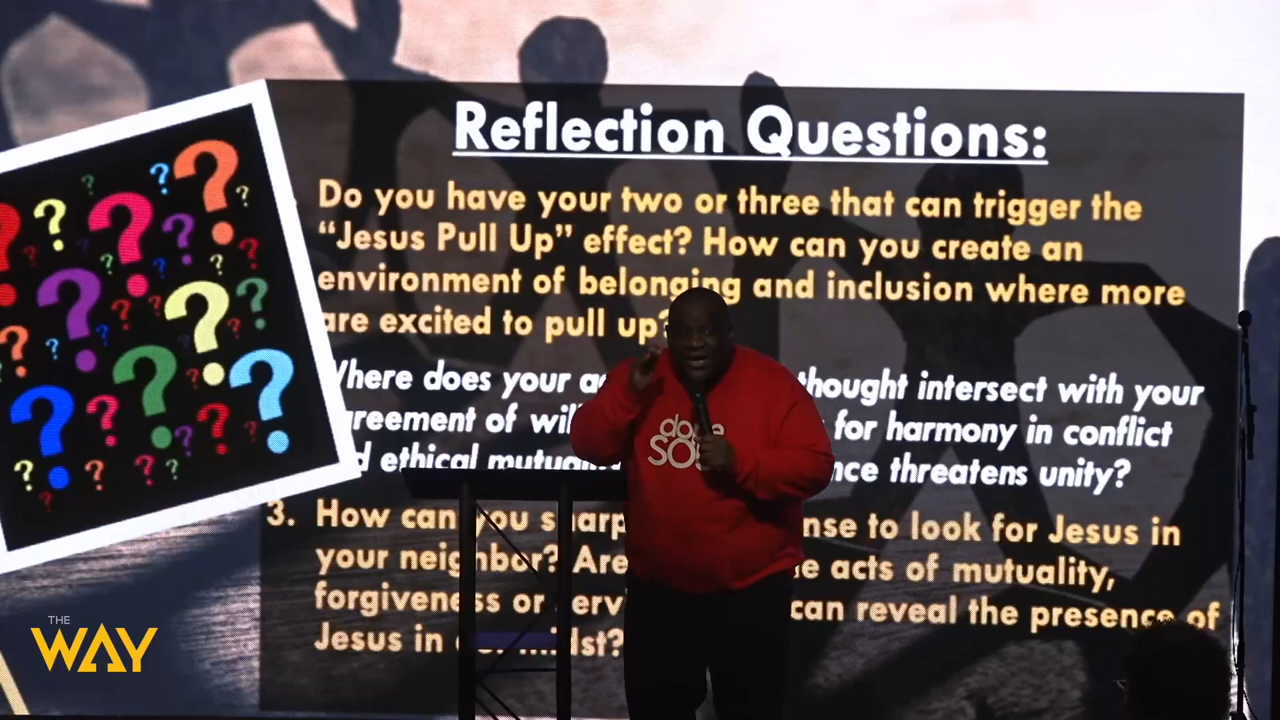 Reflection Questions:
Do you have your two or three that can trigger the
“Jesus Pull Up” effect? How can you create an
environment of belonging and inclusion where more
are excited to pull up?
Where does your thought intersect with your
agreement of for harmony in conflict
ethical threatens unity?
3. How can you to look for Jesus in
your neighbor? Are acts of mutuality,
forgiveness or can reveal the presence of
Jesus in
THE
WAY